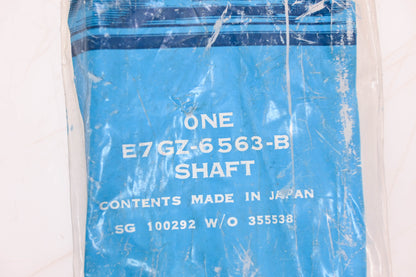 ONE
E7GZ-6563-B
SHAFT
CONTENTS MADE IN JAPAN
SG 100292 W/O 355538